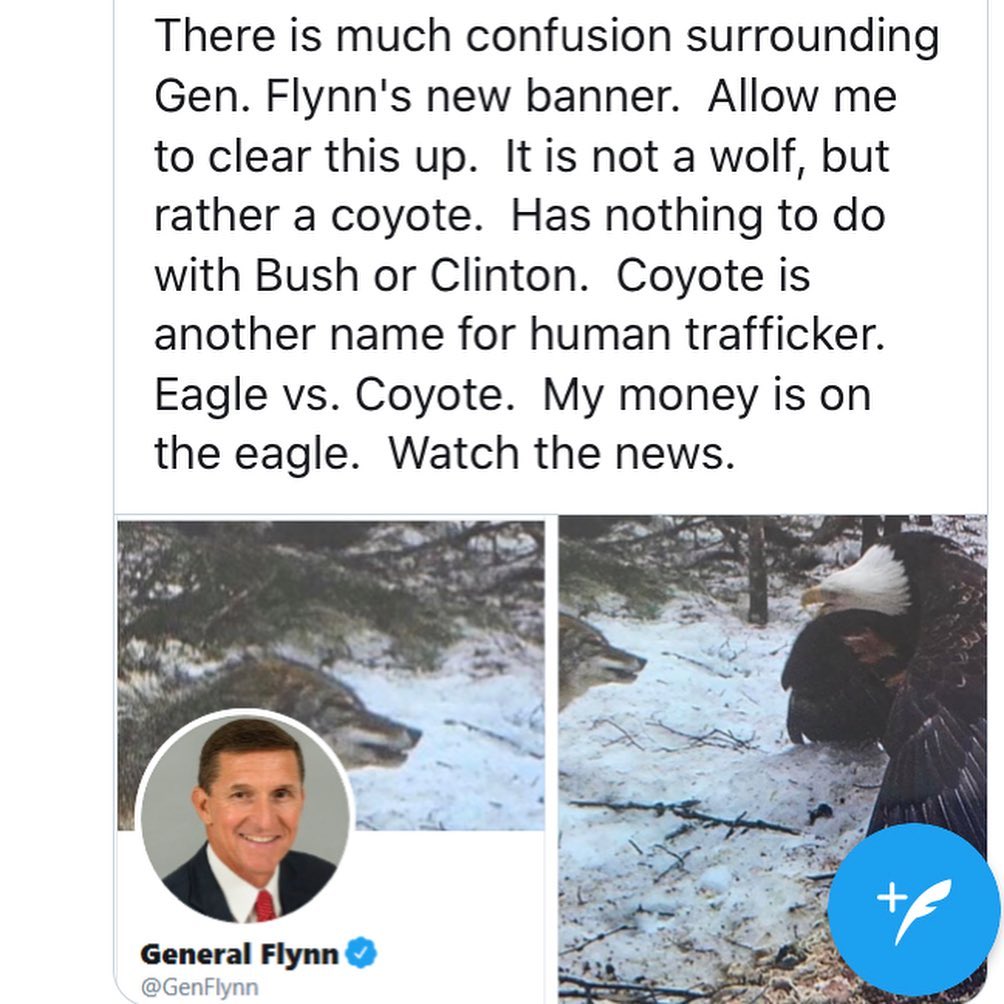 There is much confusion surrounding
Gen. Flynn's new banner.  Allow me
to clear this up.  It is not a wolf, but
rather a coyote.  Has nothing to do
with Bush or Clinton.  Coyote is
another name for human trafficker.
Eagle vs. Coyote.  My money is on
the eagle.  Watch the news.
General Flynn
@GenFlynn